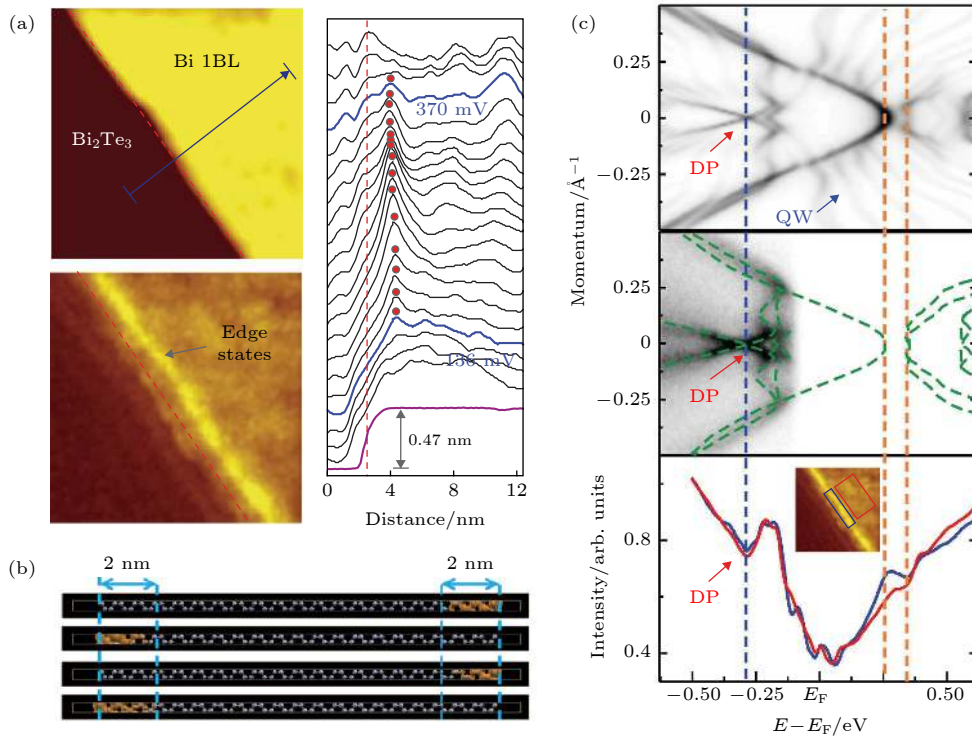 (a)
Bi 1BL
Bi₂Te₃
Edge
states
370 mV
136 mV
0.47 nm
0
4
8
12
Distance/nm
(b)
2 nm
2 nm
(c)
0.25
0
−0.25
DP
QW
0.25
0
−0.25
DP
Momentum/Å⁻¹
0.8
0.4
DP
Intensity/arb. units
−0.50
−0.25
E_F
0.50
E−E_F/eV